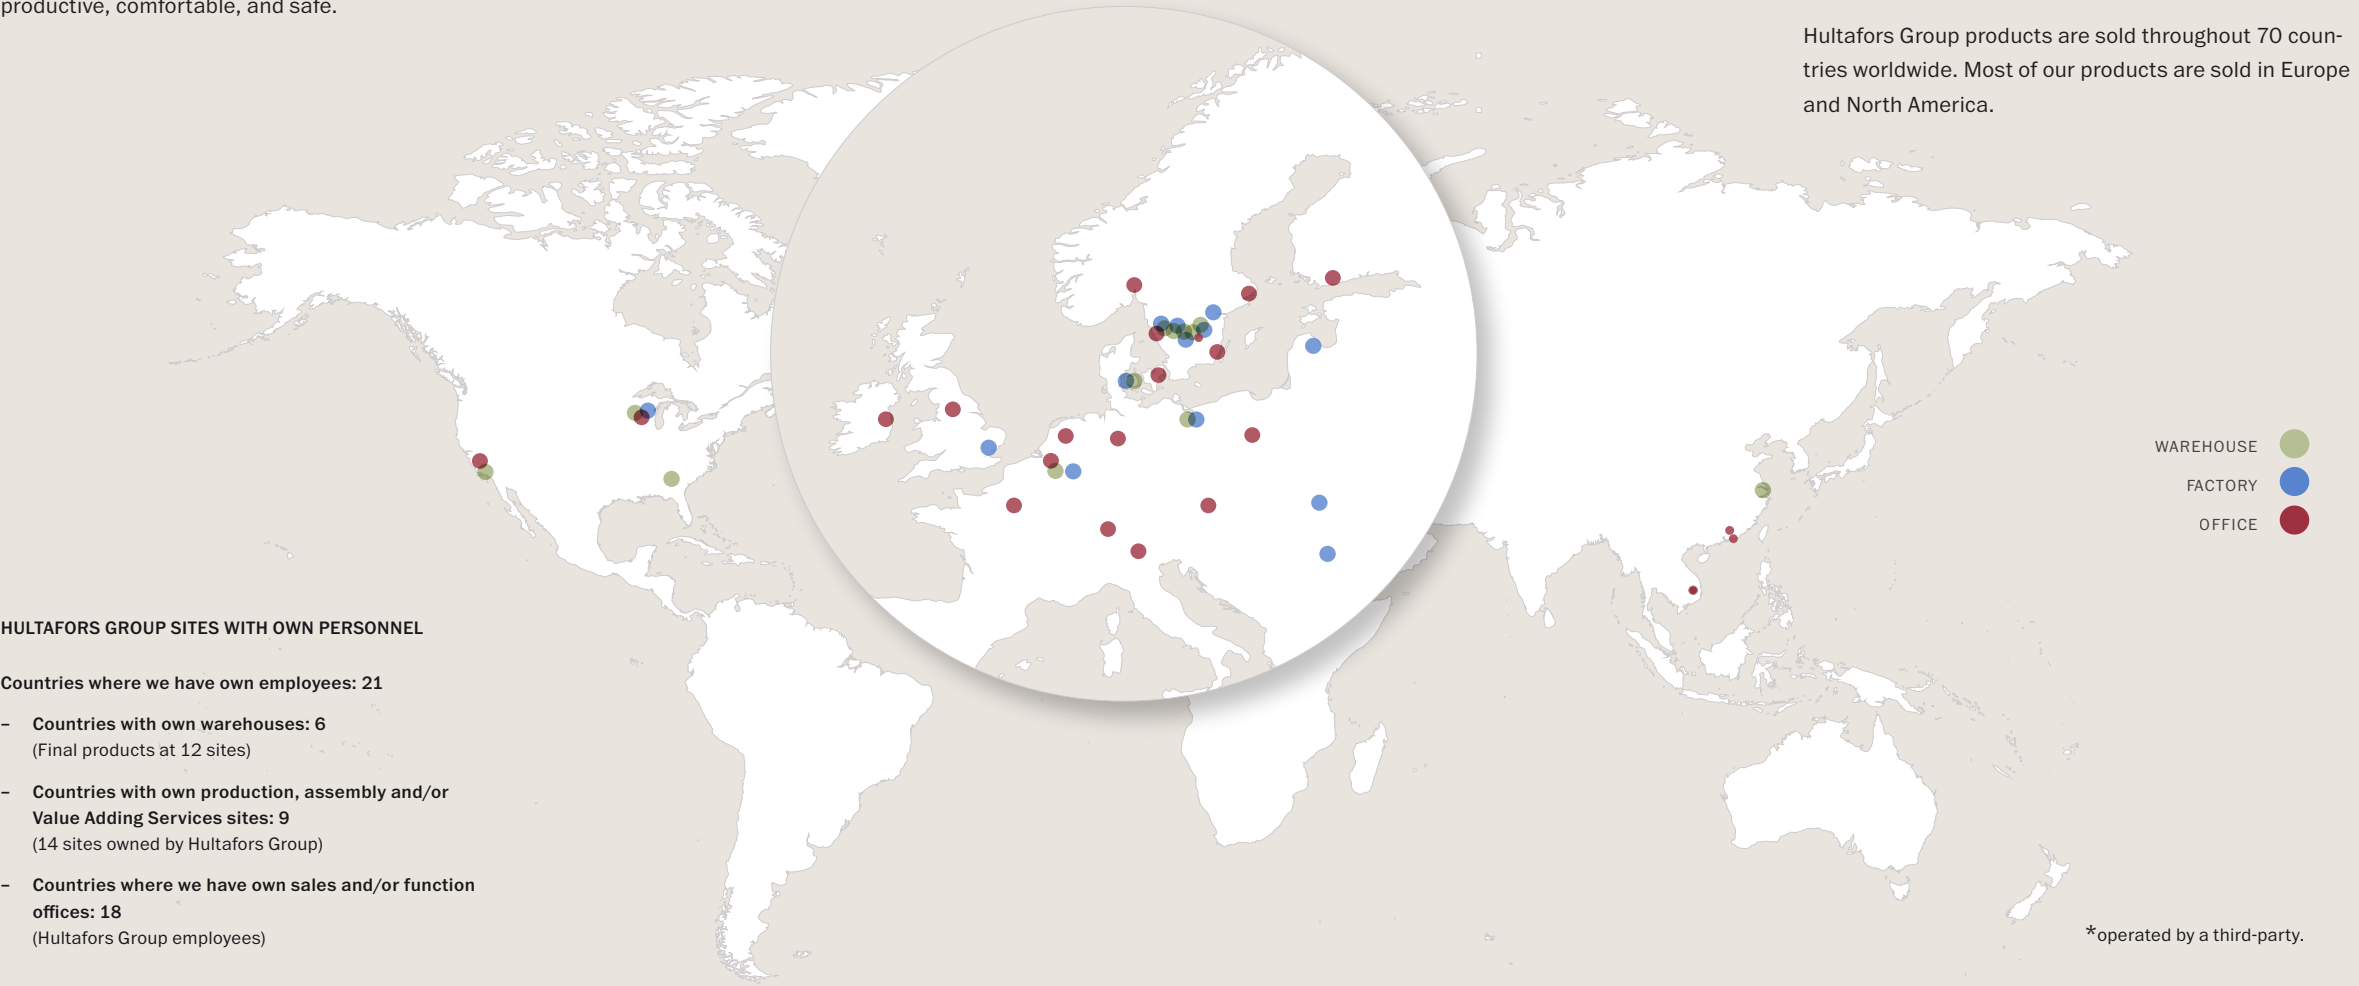 productive, comfortable, and safe.
Hultafors Group products are sold throughout 70 coun-
tries worldwide. Most of our products are sold in Europe
and North America.
WAREHOUSE
FACTORY
OFFICE
HULTAFORS GROUP SITES WITH OWN PERSONNEL
Countries where we have own employees: 21
– Countries with own warehouses: 6
(Final products at 12 sites)
– Countries with own production, assembly and/or
Value Adding Services sites: 9
(14 sites owned by Hultafors Group)
– Countries where we have own sales and/or function
offices: 18
(Hultafors Group employees)
*operated by a third-party.